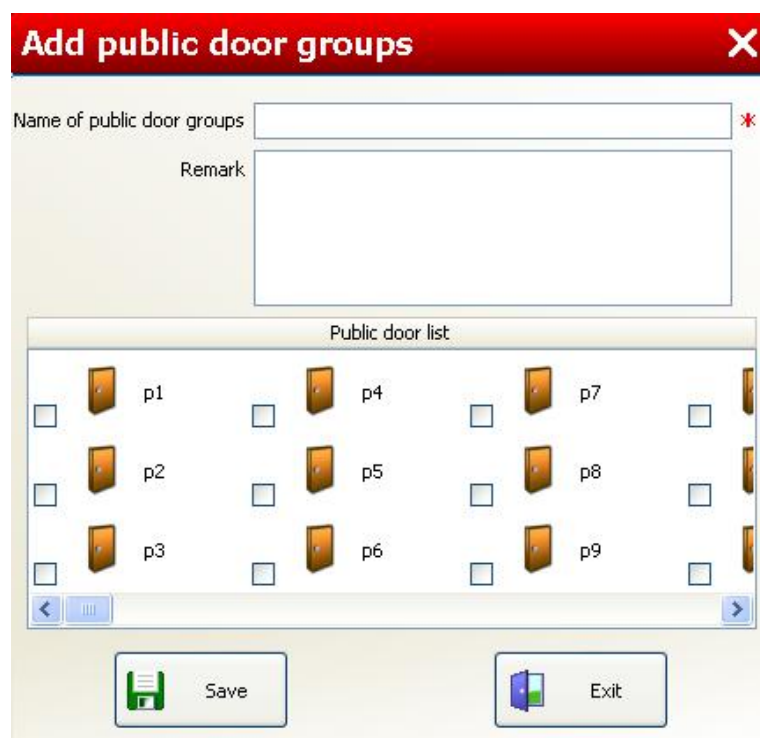 Add public door groups
Name of public door groups *
Remark
Public door list
p1 p4 p7
p2 p5 p8
p3 p6 p9
Save Exit